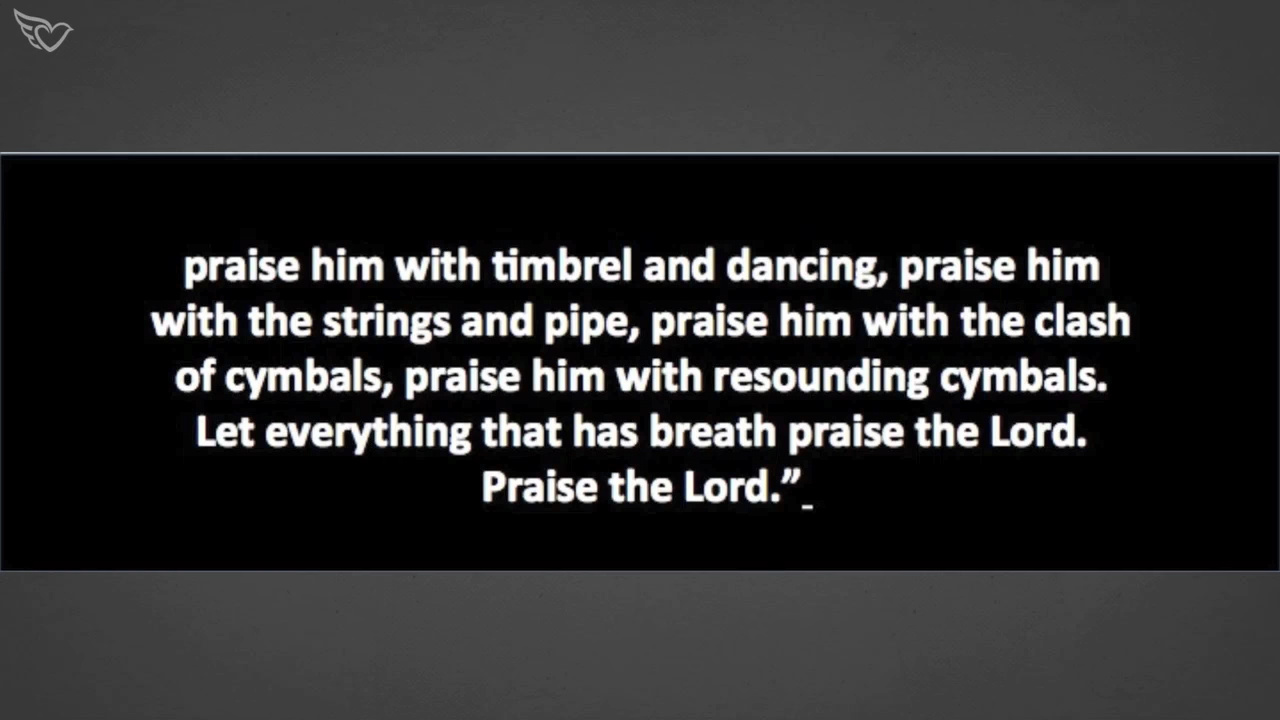 praise him with timbrel and dancing, praise him
with the strings and pipe, praise him with the clash
of cymbals, praise him with resounding cymbals.
Let everything that has breath praise the Lord.
Praise the Lord.”